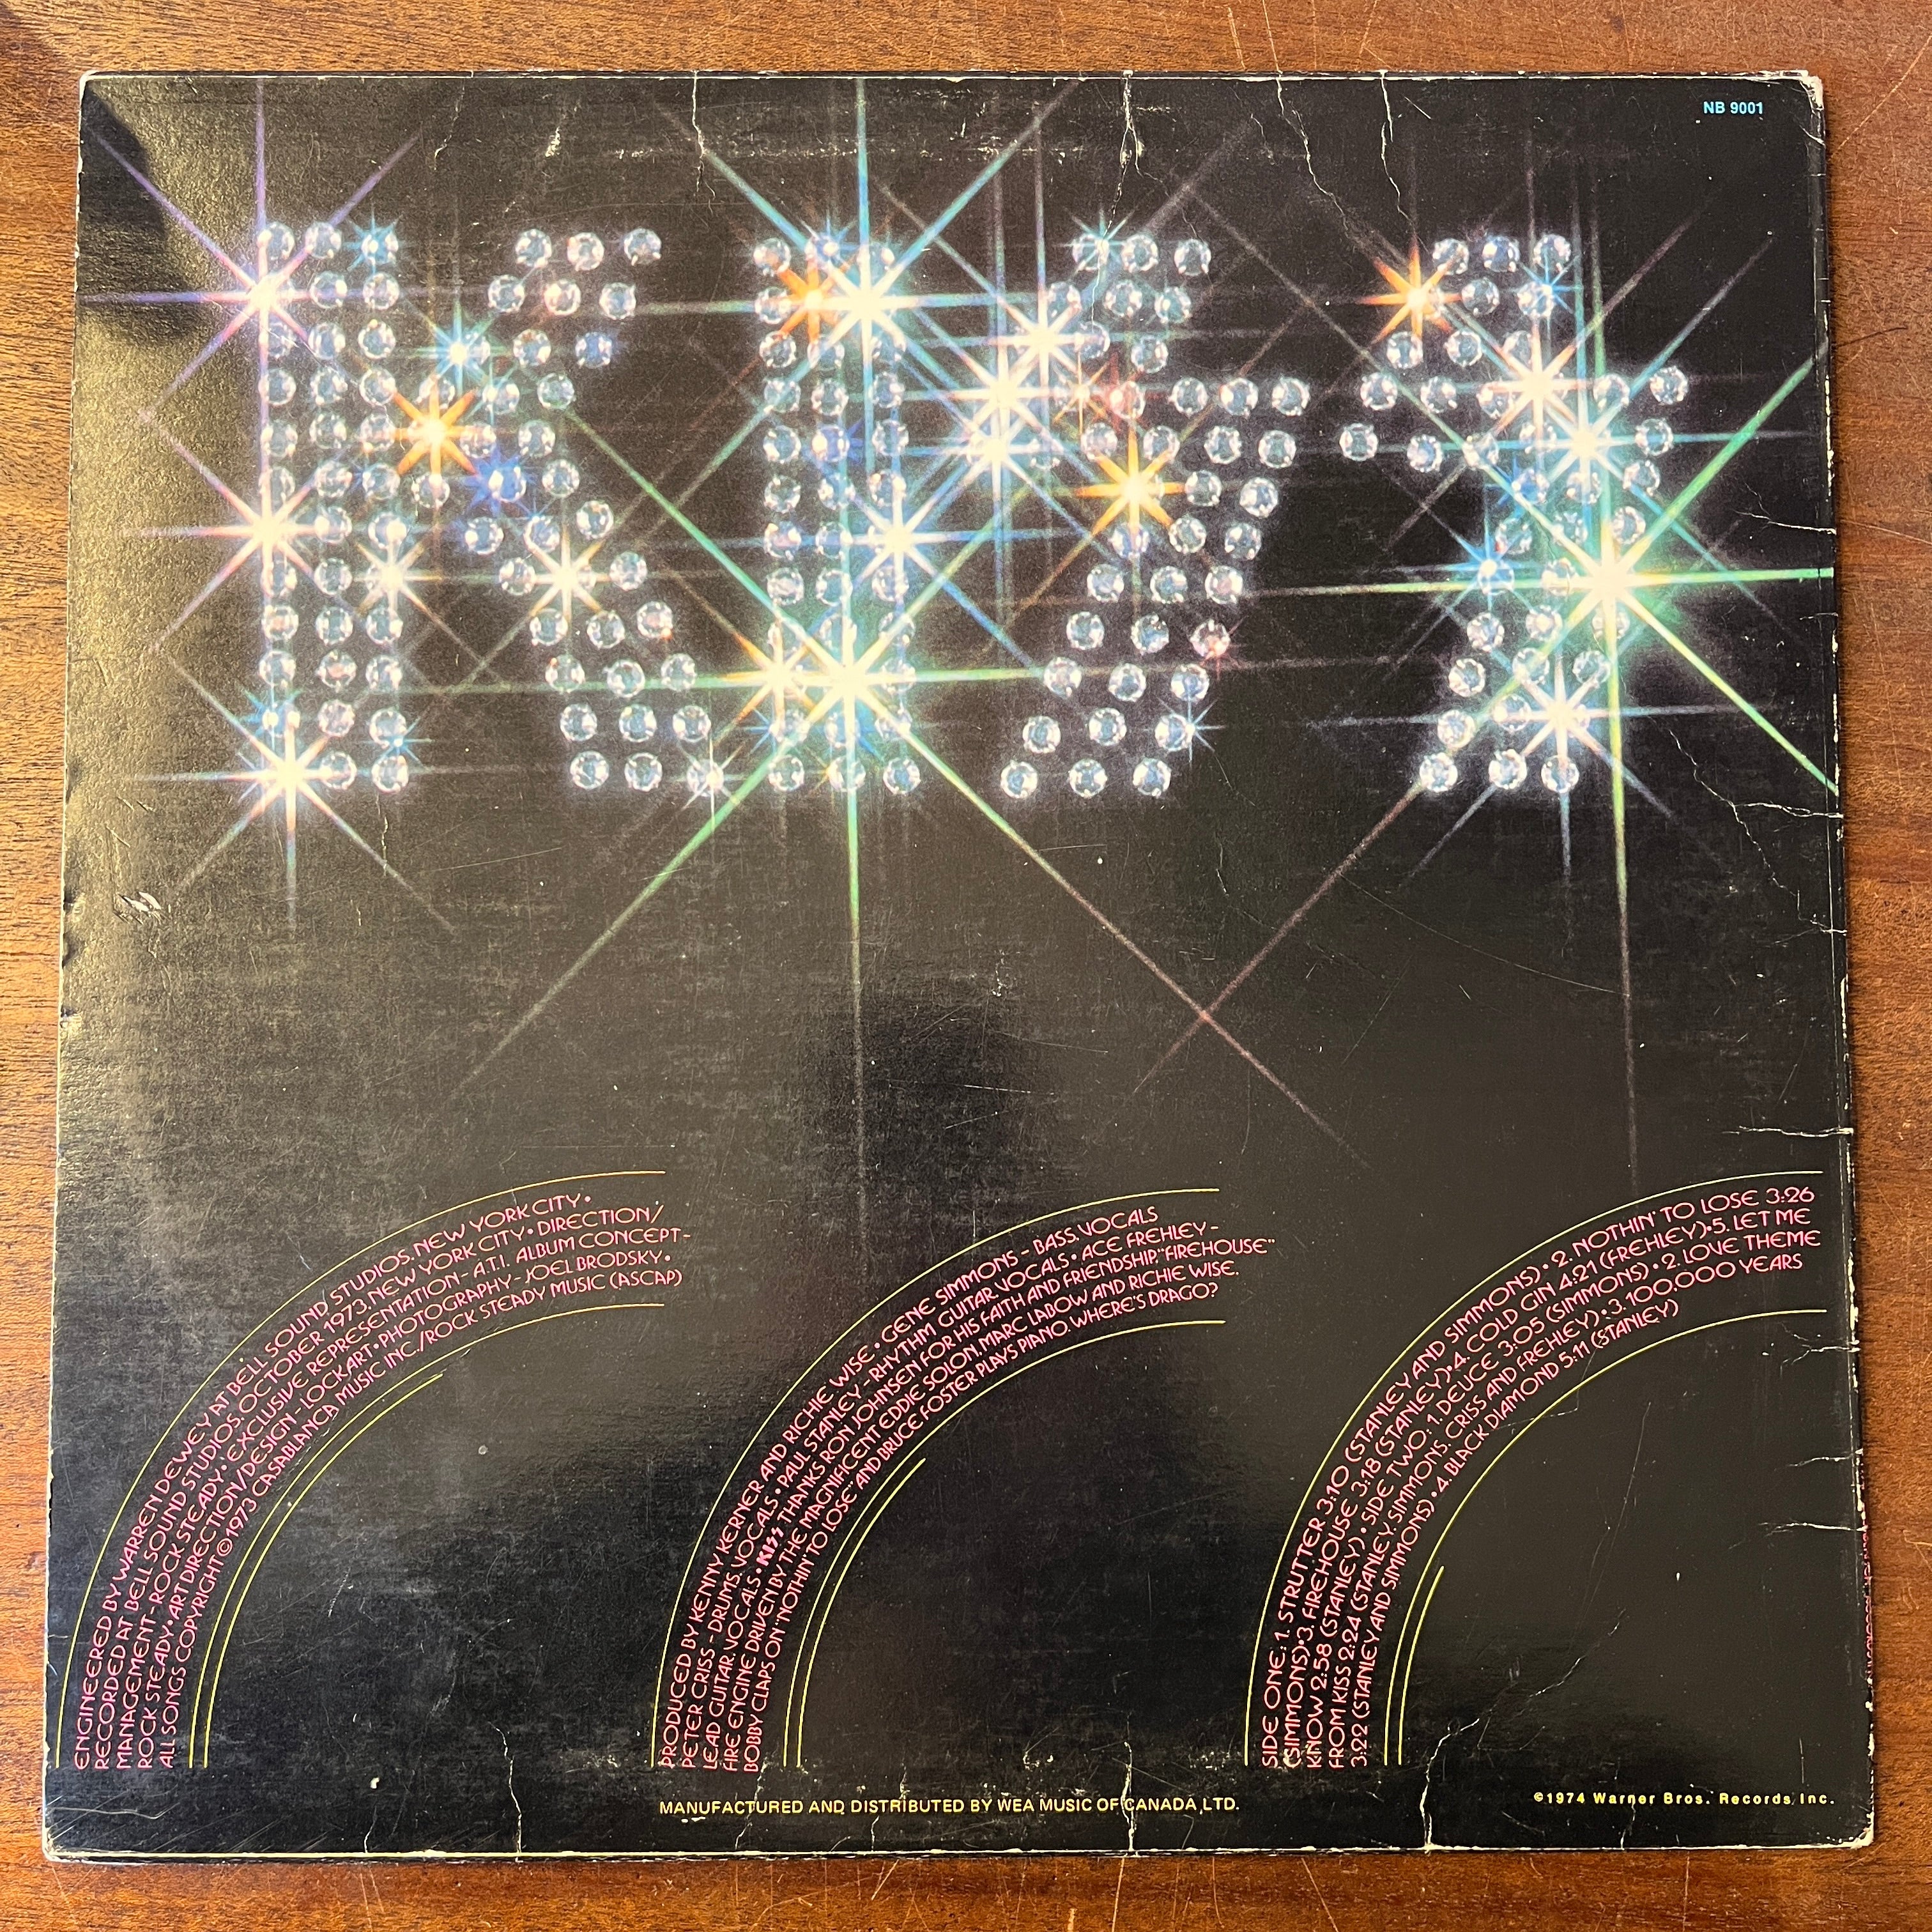 NB 9001
KISS
ENGINEERED BY WARREN DEWEY AT BELL SOUND STUDIOS, NEW YORK CITY •
RECORDED AT BELL SOUND STUDIOS, OCTOBER 1973, NEW YORK CITY • DIRECTION/
MANAGEMENT - ROCK STEADY • EXCLUSIVE REPRESENTATION - A.T.I. ALBUM CONCEPT -
ROCK STEADY • ART DIRECTION/DESIGN - LOCKART • PHOTOGRAPHY - JOEL BRODSKY •
ALL SONGS COPYRIGHT © 1973 CASABLANCA MUSIC INC./ROCK STEADY MUSIC (ASCAP)
PRODUCED BY KENNY KERNER AND RICHIE WISE • GENE SIMMONS - BASS, VOCALS
PETER CRISS - DRUMS, VOCALS • PAUL STANLEY - RHYTHM GUITAR, VOCALS • ACE FREHLEY -
LEAD GUITAR, VOCALS • KISS THANKS RON JOHNSEN FOR HIS FAITH AND FRIENDSHIP. "FIREHOUSE"
FIRE ENGINE DRIVEN BY THE MAGNIFICENT EDDIE SOLON, MARC LABOW AND RICHIE WISE.
BOBBY CLAPS ON "NOTHIN' TO LOSE" AND BRUCE FOSTER PLAYS PIANO. WHERE'S DRAGO?
SIDE ONE: 1. STRUTTER 3:10 (STANLEY AND SIMMONS) • 2. NOTHIN' TO LOSE 3:26
(SIMMONS) • 3. FIREHOUSE 3:18 (STANLEY) • 4. COLD GIN 4:21 (FREHLEY) • 5. LET ME
KNOW 2:58 (STANLEY) • SIDE TWO: 1. DEUCE 3:05 (SIMMONS) • 2. LOVE THEME
FROM KISS 2:24 (STANLEY, SIMMONS, CRISS AND FREHLEY) • 3. 100,000 YEARS
3:22 (STANLEY AND SIMMONS) • 4. BLACK DIAMOND 5:11 (STANLEY)
MANUFACTURED AND DISTRIBUTED BY WEA MUSIC OF CANADA, LTD.
©1974 Warner Bros. Records, Inc.